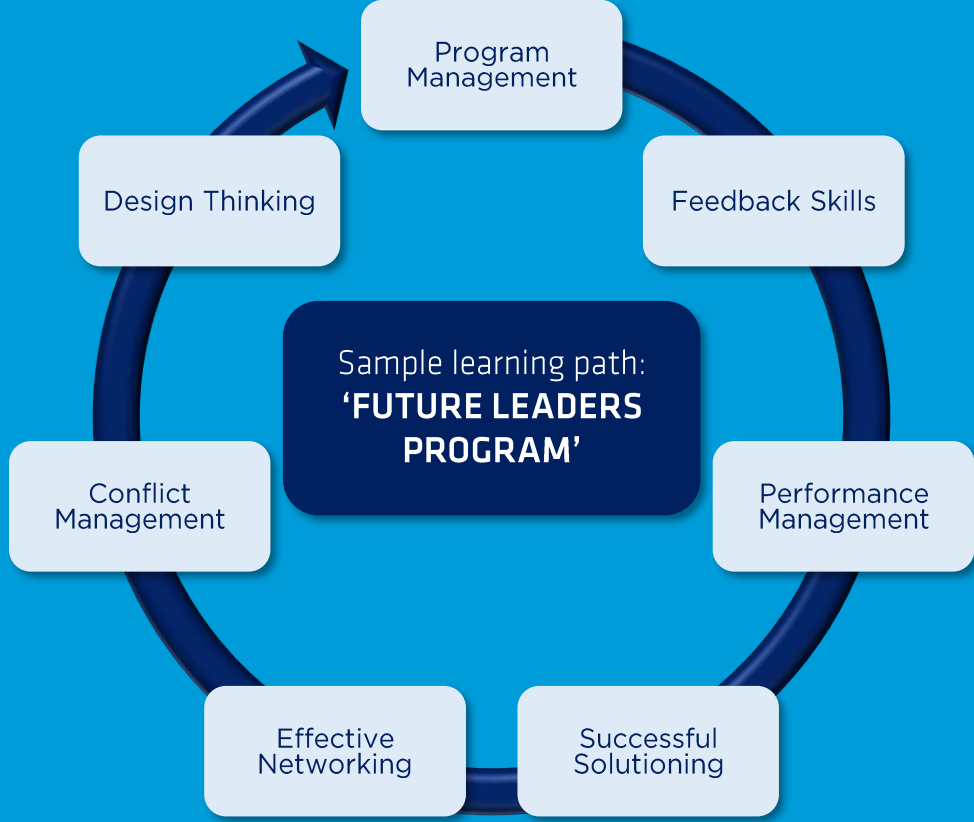 Program
Management
Feedback Skills
Performance
Management
Successful
Solutioning
Effective
Networking
Conflict
Management
Design Thinking
Sample learning path:
‘FUTURE LEADERS
PROGRAM’